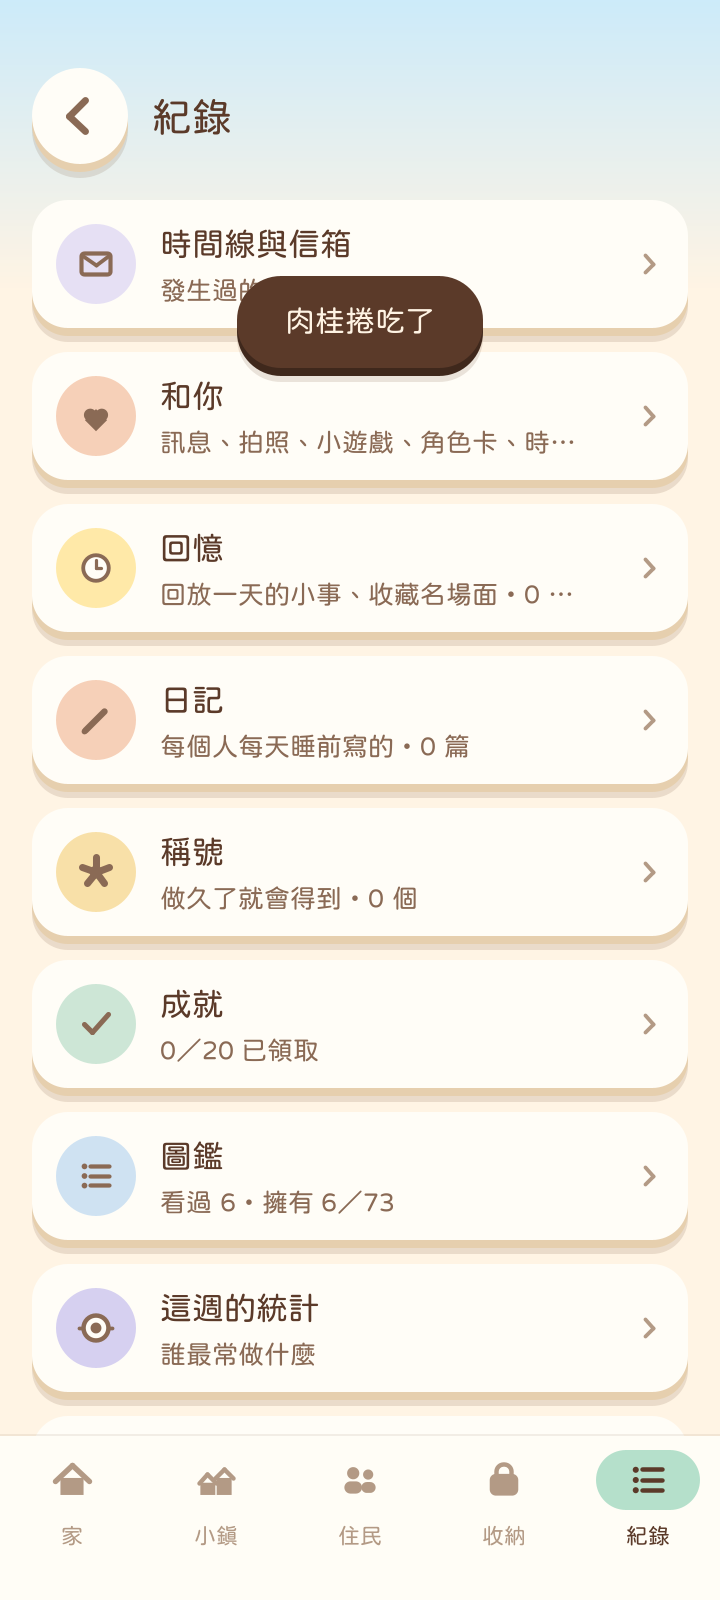 紀錄
時間線與信箱
發生過的
肉桂捲吃了
和你
訊息、拍照、小遊戲、角色卡、時…
回憶
回放一天的小事、收藏名場面・0 …
日記
每個人每天睡前寫的・0 篇
稱號
做久了就會得到・0 個
成就
0／20 已領取
圖鑑
看過 6・擁有 6／73
這週的統計
誰最常做什麼
家
小鎮
住民
收納
紀錄